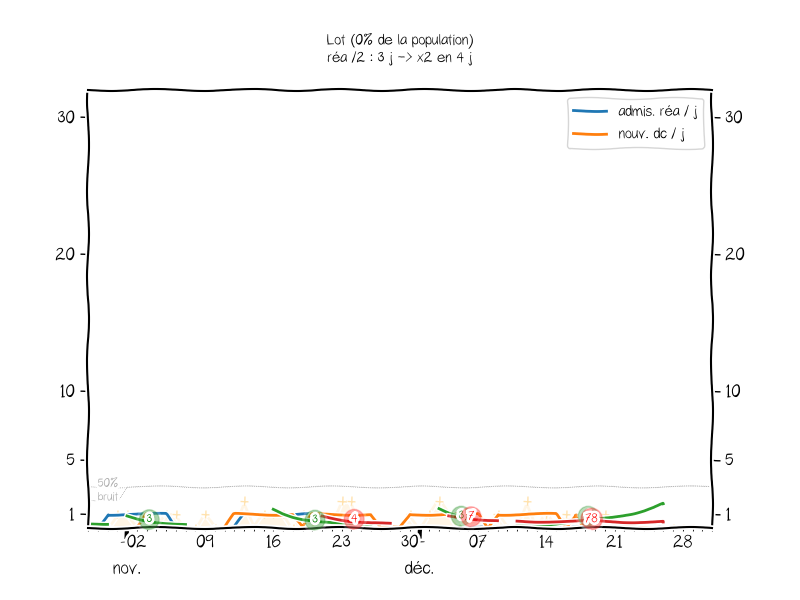 Lot (0% de la population)
réa /2 : 3 j -> x2 en 4 j
admis. réa / j
nouv. dc / j
30 30
20 20
10 10
5 5
50%
bruit
1 1
3 3 4 3 7 78
02 09 16 23 30 07 14 21 28
nov. déc.